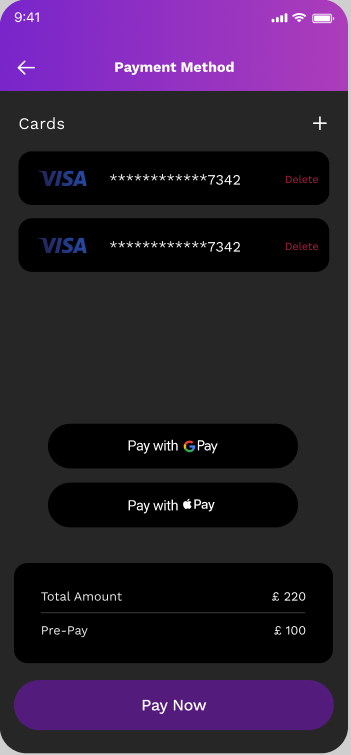 9:41
Payment Method
Cards
VISA ************7342 Delete
VISA ************7342 Delete
Pay with G Pay
Pay with Pay
Total Amount £ 220
Pre-Pay £ 100
Pay Now